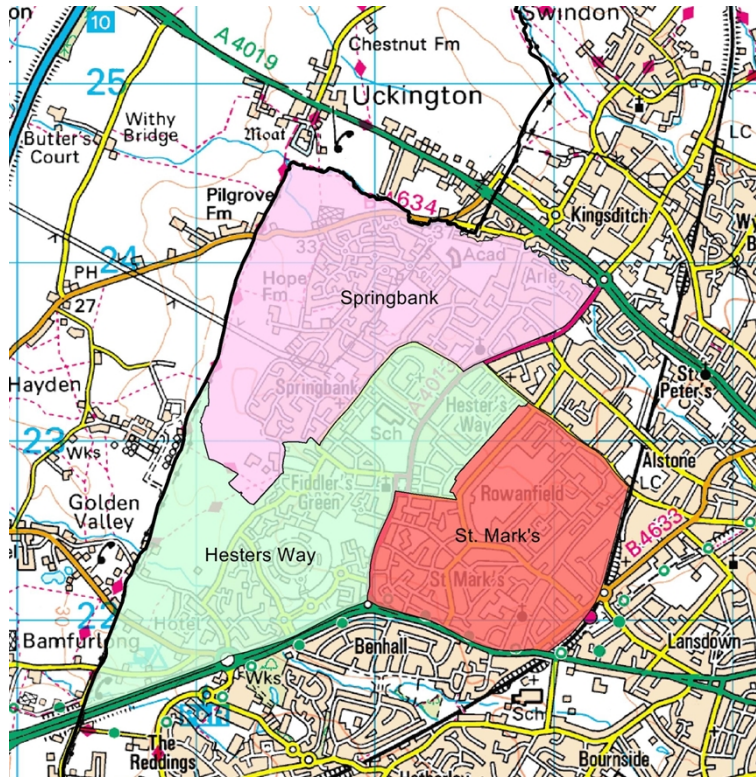 on
10
A 4019
Chestnut Fm
Swindon
25
Uckington
Withy
Bridge
Moat
Butler's
Court
LC
Pilgrove
Fm
A634
Kingsditch
24
33
Acad
PH
27
Hope
Fm
Arle
Springbank
St
Peter's
Hayden
Springbank
Hester's
Way
Sch
23
Wks
Alstone
LC
Fiddler's
Green
Rowanfield
Golden
Valley
St. Mark's
B4633
Hesters Way
St Mark's
30
22
Hotel
Bamfurlong
Benhall
Lansdown
Wks
Sch
The
Reddings
Bournside